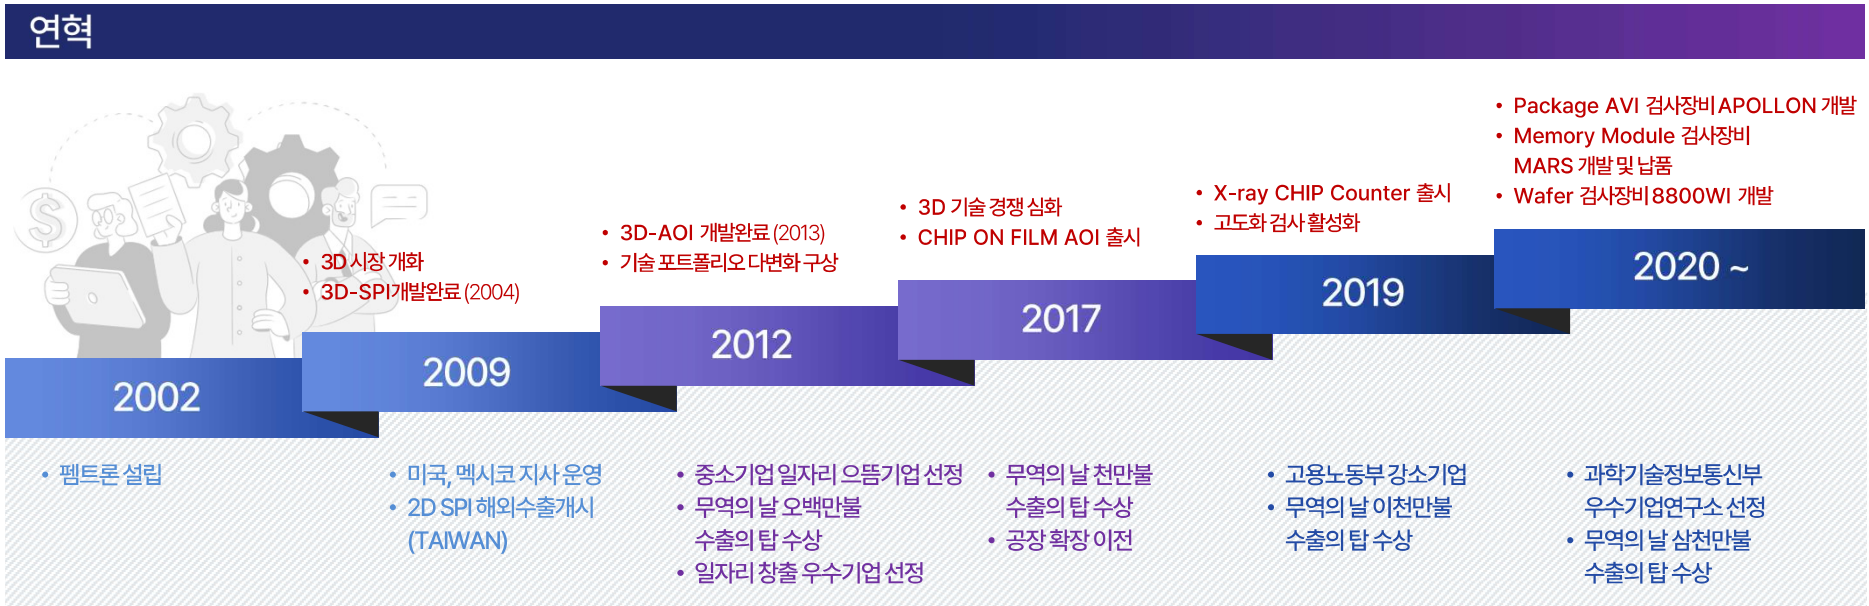 연혁
2002
• 펨트론 설립
• 3D 시장 개화
• 3D-SPI개발완료 (2004)
2009
• 미국, 멕시코 지사 운영
• 2D SPI 해외수출개시
(TAIWAN)
• 3D-AOI 개발완료 (2013)
• 기술 포트폴리오 다변화 구상
2012
• 중소기업 일자리 으뜸기업 선정
• 무역의 날 오백만불
수출의 탑 수상
• 일자리 창출 우수기업 선정
• 3D 기술 경쟁 심화
• CHIP ON FILM AOI 출시
2017
• 무역의 날 천만불
수출의 탑 수상
• 공장 확장 이전
• X-ray CHIP Counter 출시
• 고도화 검사 활성화
2019
• 고용노동부 강소기업
• 무역의 날 이천만불
수출의 탑 수상
• Package AVI 검사장비 APOLLON 개발
• Memory Module 검사장비
MARS 개발 및 납품
• Wafer 검사장비 8800WI 개발
2020 ~
• 과학기술정보통신부
우수기업연구소 선정
• 무역의 날 삼천만불
수출의 탑 수상